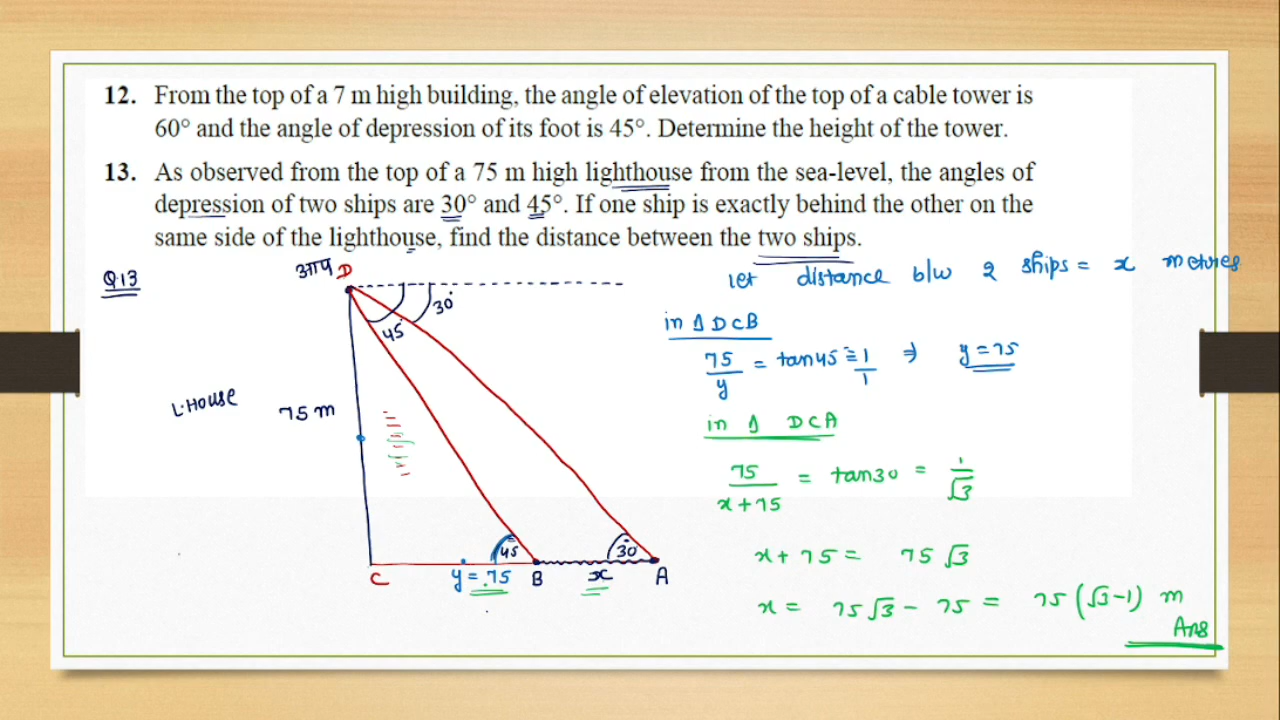 12. From the top of a 7 m high building, the angle of elevation of the top of a cable tower is
60° and the angle of depression of its foot is 45°. Determine the height of the tower.
13. As observed from the top of a 75 m high lighthouse from the sea-level, the angles of
depression of two ships are 30° and 45°. If one ship is exactly behind the other on the
same side of the lighthouse, find the distance between the two ships.
Q.13
आप D
let distance b/w 2 ships = x metures
30°
45°
in Δ DCB
75/y = tan45 = 1/1 ⇒ y = 75
L.House 75 m
in Δ DCA
75/(x+75) = tan30 = 1/√3
45 30°
x + 75 = 75√3
C y = 75 B x A
x = 75√3 - 75 = 75(√3-1) m
Ans